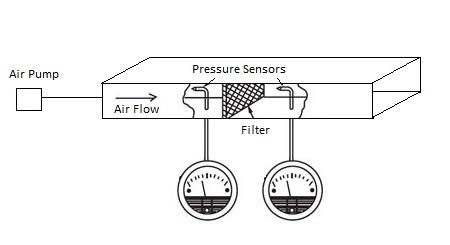 Pressure Sensors
Air Pump
Air Flow
Filter